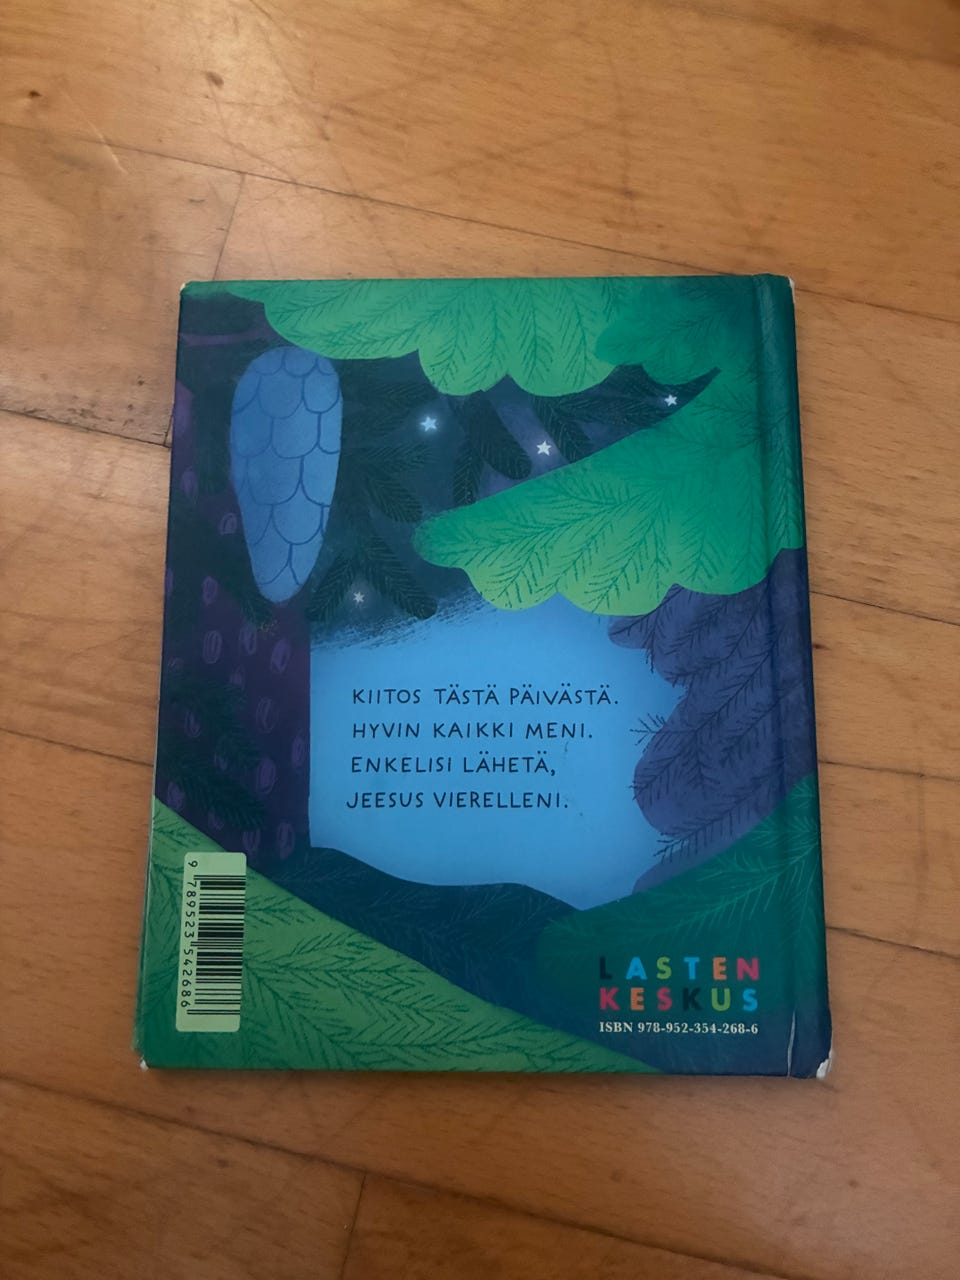 KIITOS TÄSTÄ PÄIVÄSTÄ.
HYVIN KAIKKI MENI.
ENKELISI LÄHETÄ,
JEESUS VIERELLENI.
9 789523 542686
LASTEN
KESKUS
ISBN 978-952-354-268-6